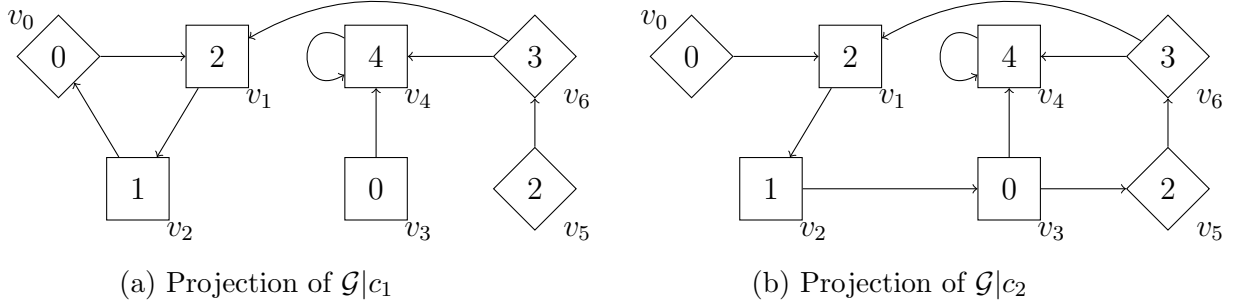 v₀ 0 2 v₁ 4 v₄ 3 v₆
1 v₂ 0 v₃ 2 v₅
(a) Projection of 𝒢|c₁
v₀ 0 2 v₁ 4 v₄ 3 v₆
1 v₂ 0 v₃ 2 v₅
(b) Projection of 𝒢|c₂